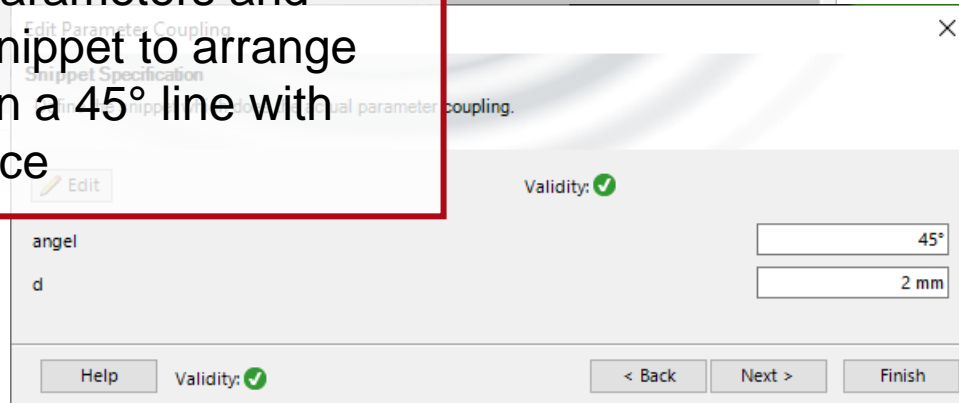 arameters and
nippet to arrange
n a 45° line with
ce
Edit Parameter Coupling
Snippet Specification
coupling.
Edit
Validity:
angel
45°
d
2 mm
Help
Validity:
< Back
Next >
Finish